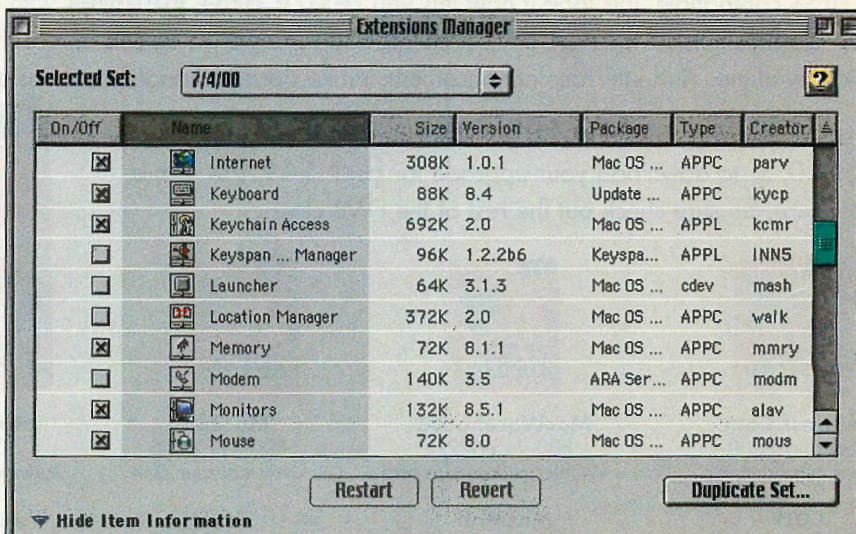 Extensions Manager
Selected Set: 7/4/00
On/Off Name Size Version Package Type Creator
Internet 308K 1.0.1 Mac OS ... APPC parv
Keyboard 88K 8.4 Update ... APPC kycp
Keychain Access 692K 2.0 Mac OS ... APPL kcmr
Keyspan ... Manager 96K 1.2.2b6 Keyspa... APPL INN5
Launcher 64K 3.1.3 Mac OS ... cdev mash
Location Manager 372K 2.0 Mac OS ... APPC walk
Memory 72K 8.1.1 Mac OS ... APPC mmry
Modem 140K 3.5 ARA Ser... APPC modm
Monitors 132K 8.5.1 Mac OS ... APPC alav
Mouse 72K 8.0 Mac OS ... APPC mous
Restart Revert Duplicate Set...
Hide Item Information